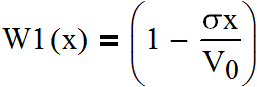 W1(x) = (1 − σx/V₀)